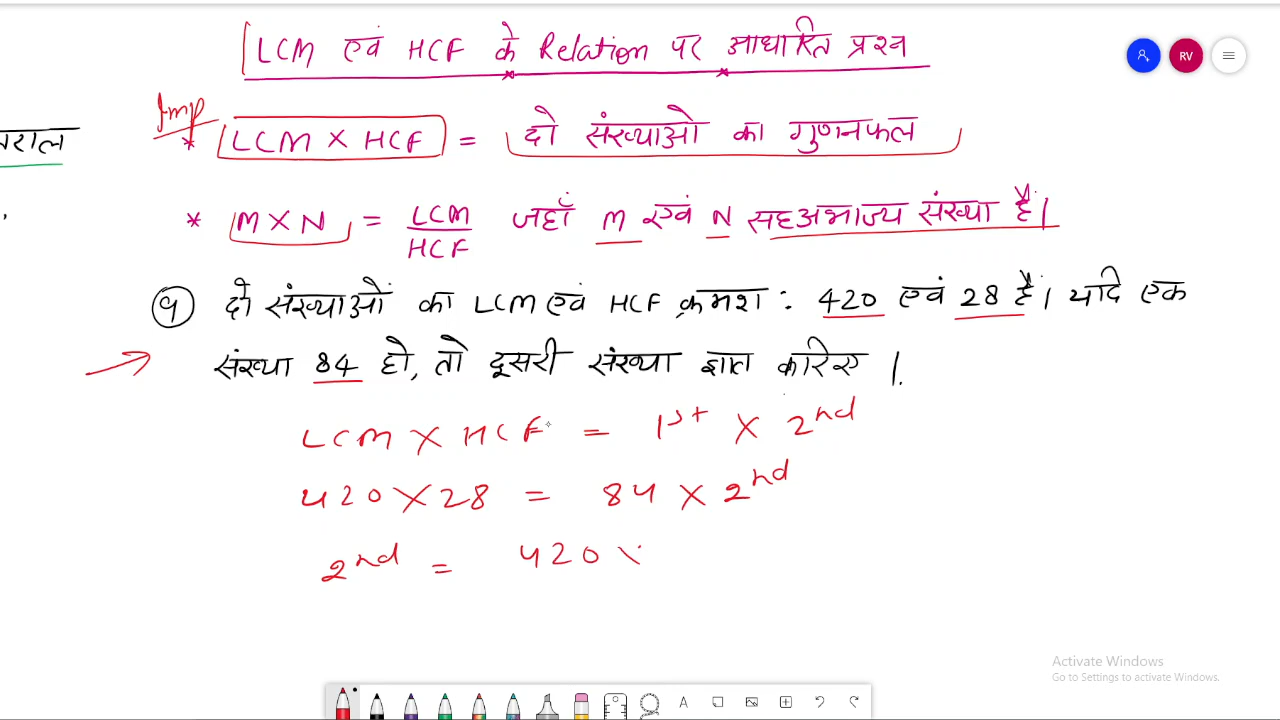 LCM एवं HCF के Relation पर आधारित प्रश्न
RV
Imp
* LCM X HCF = दो संख्याओ का गुणनफल
* M X N = LCM/HCF जहाँ M एवं N सहअभाज्य संख्या है।
(9) दो संख्याओं का LCM एवं HCF क्रमश: 420 एवं 28 है। यदि एक
संख्या 84 हो, तो दूसरी संख्या ज्ञात करिए।.
LCM X HCF = 1st X 2nd
420 X 28 = 84 X 2nd
2nd = 420
Activate Windows
Go to Settings to activate Windows.
A